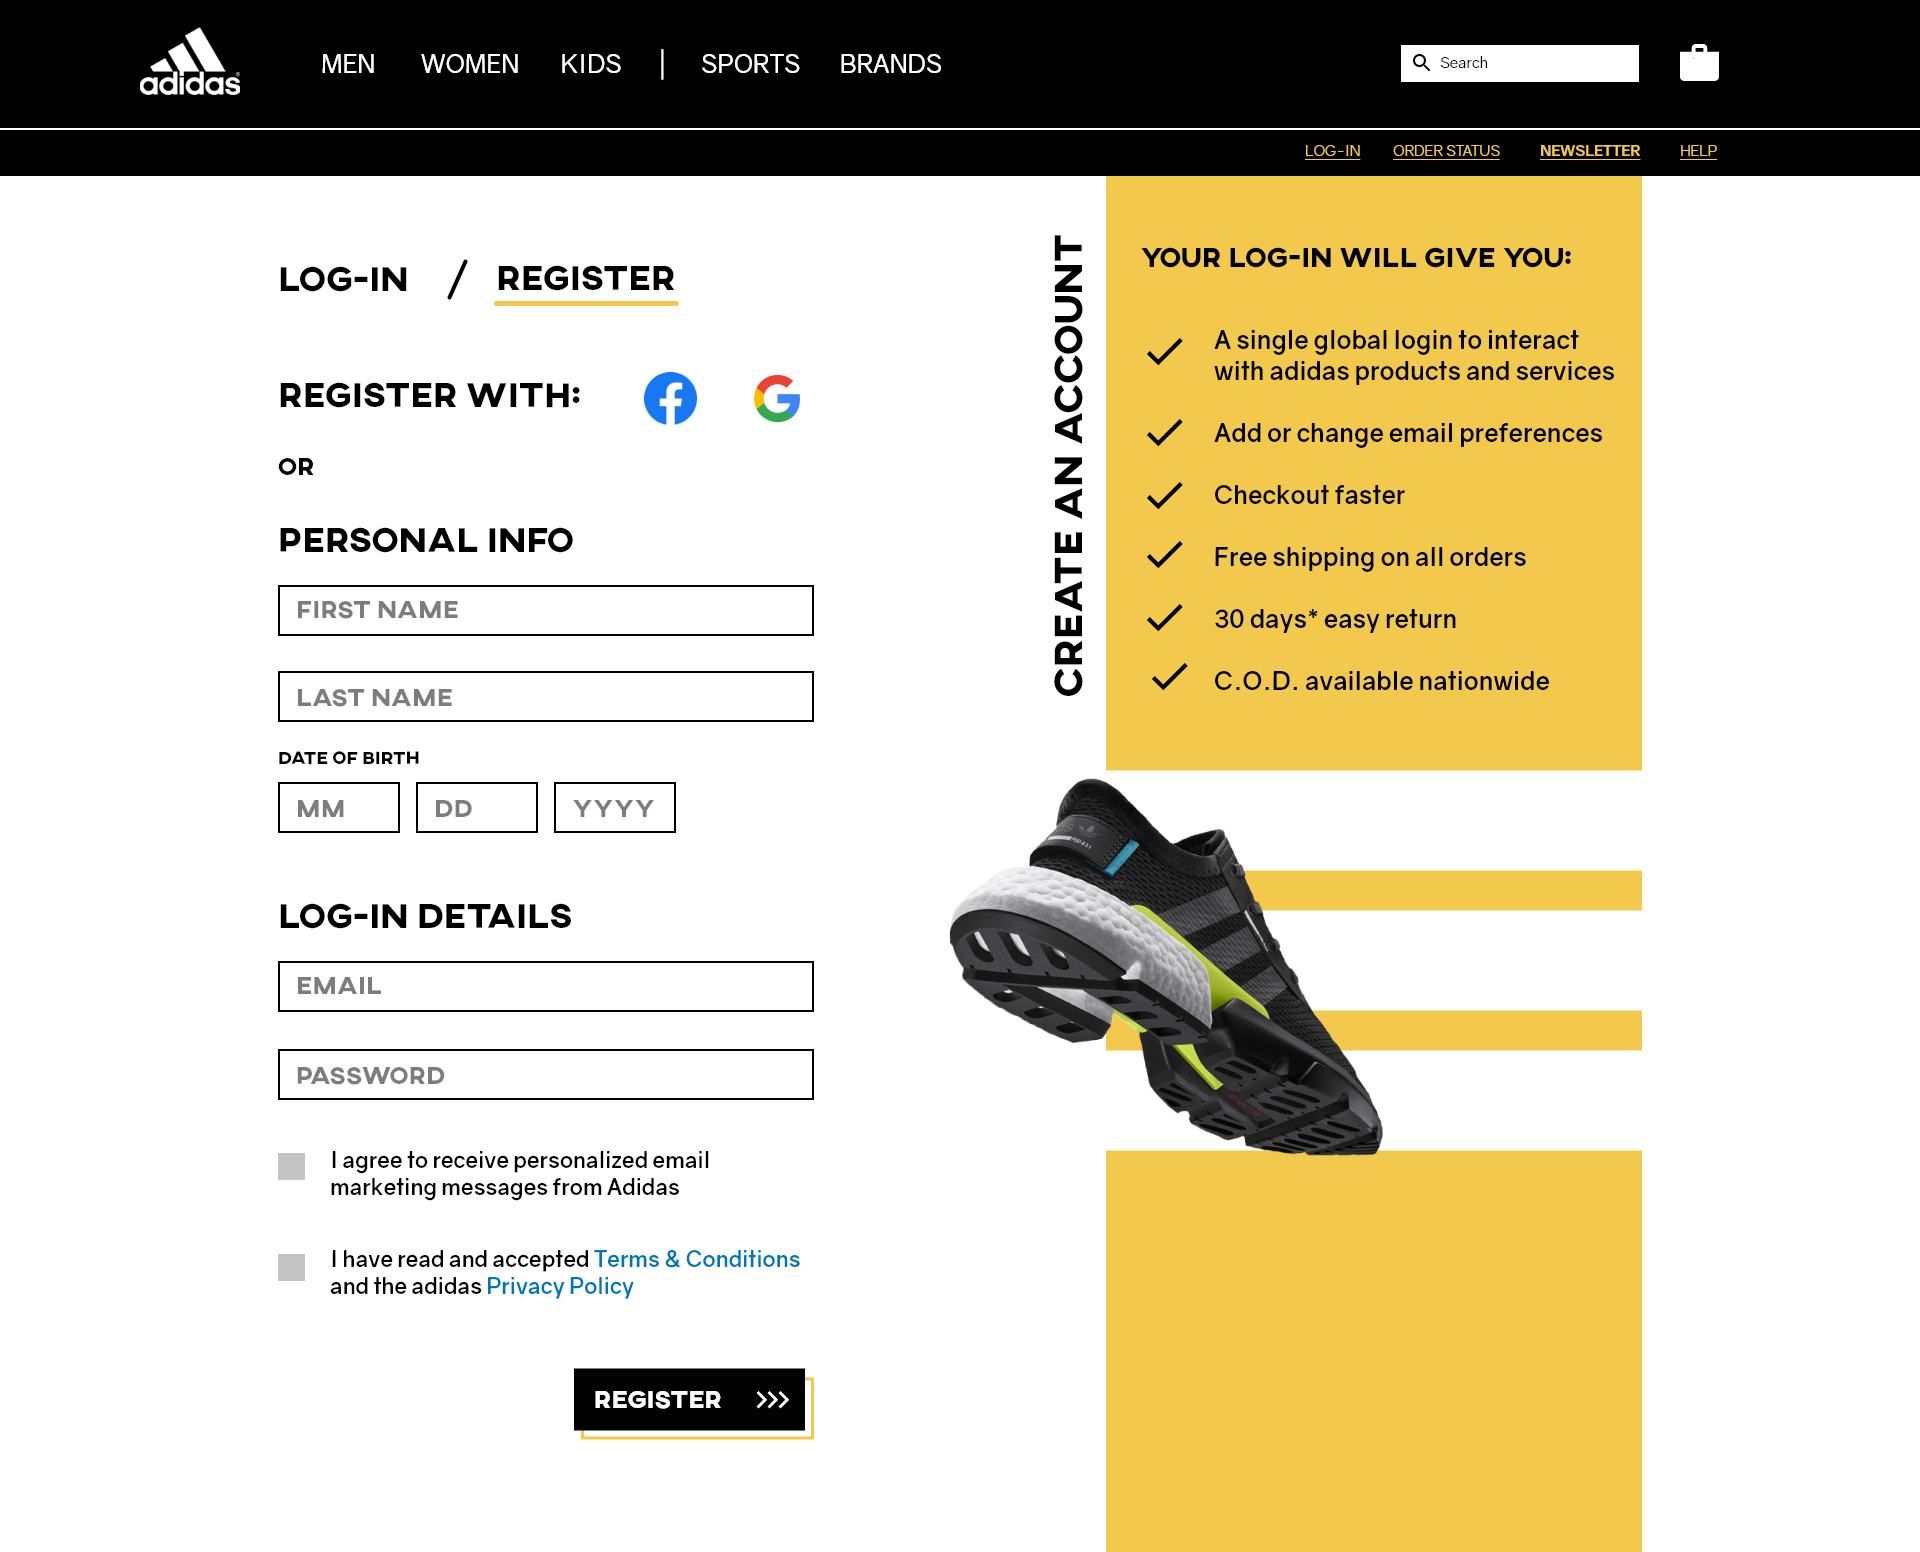 adidas
MEN WOMEN KIDS | SPORTS BRANDS
Search
LOG-IN ORDER STATUS NEWSLETTER HELP
LOG-IN / REGISTER
REGISTER WITH:
OR
PERSONAL INFO
FIRST NAME
LAST NAME
DATE OF BIRTH
MM DD YYYY
LOG-IN DETAILS
EMAIL
PASSWORD
I agree to receive personalized email
marketing messages from Adidas
I have read and accepted Terms & Conditions
and the adidas Privacy Policy
REGISTER
CREATE AN ACCOUNT
YOUR LOG-IN WILL GIVE YOU:
A single global login to interact
with adidas products and services
Add or change email preferences
Checkout faster
Free shipping on all orders
30 days* easy return
C.O.D. available nationwide